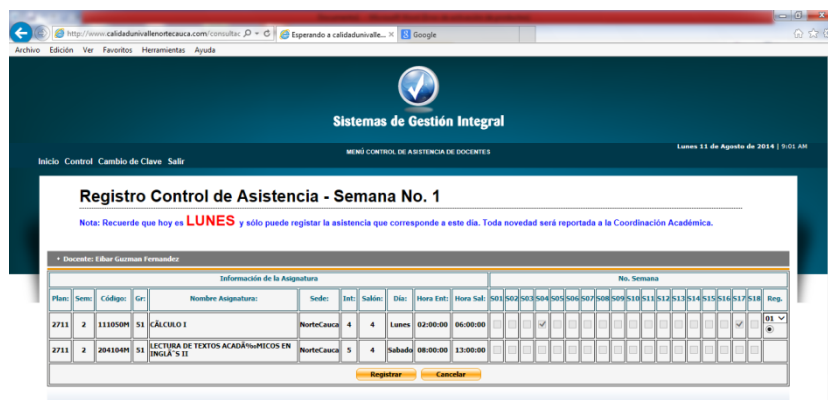 http://www.calidadunivallenortecauca.com/consultac
Esperando a calidadunivalle...
Google
Archivo Edición Ver Favoritos Herramientas Ayuda
Sistemas de Gestión Integral
MENÚ CONTROL DE ASISTENCIA DE DOCENTES
Lunes 11 de Agosto de 2014 | 9:01 AM
Inicio Control Cambio de Clave Salir
Registro Control de Asistencia - Semana No. 1
Nota: Recuerde que hoy es LUNES y sólo puede registar la asistencia que corresponde a este día. Toda novedad será reportada a la Coordinación Académica.
• Docente: Eibar Guzman Fernandez
Información de la Asignatura No. Semana
Plan: Sem: Código: Gr: Nombre Asignatura: Sede: Int: Salón: Día: Hora Ent: Hora Sal: S01 S02 S03 S04 S05 S06 S07 S08 S09 S10 S11 S12 S13 S14 S15 S16 S17 S18 Reg.
2711 2 111050M 51 CÃLCULO I NorteCauca 4 4 Lunes 02:00:00 06:00:00 01
2711 2 204104M 51 LECTURA DE TEXTOS ACADÃ‰MICOS EN INGLÃ¨S II NorteCauca 5 4 Sabado 08:00:00 13:00:00
Registrar Cancelar